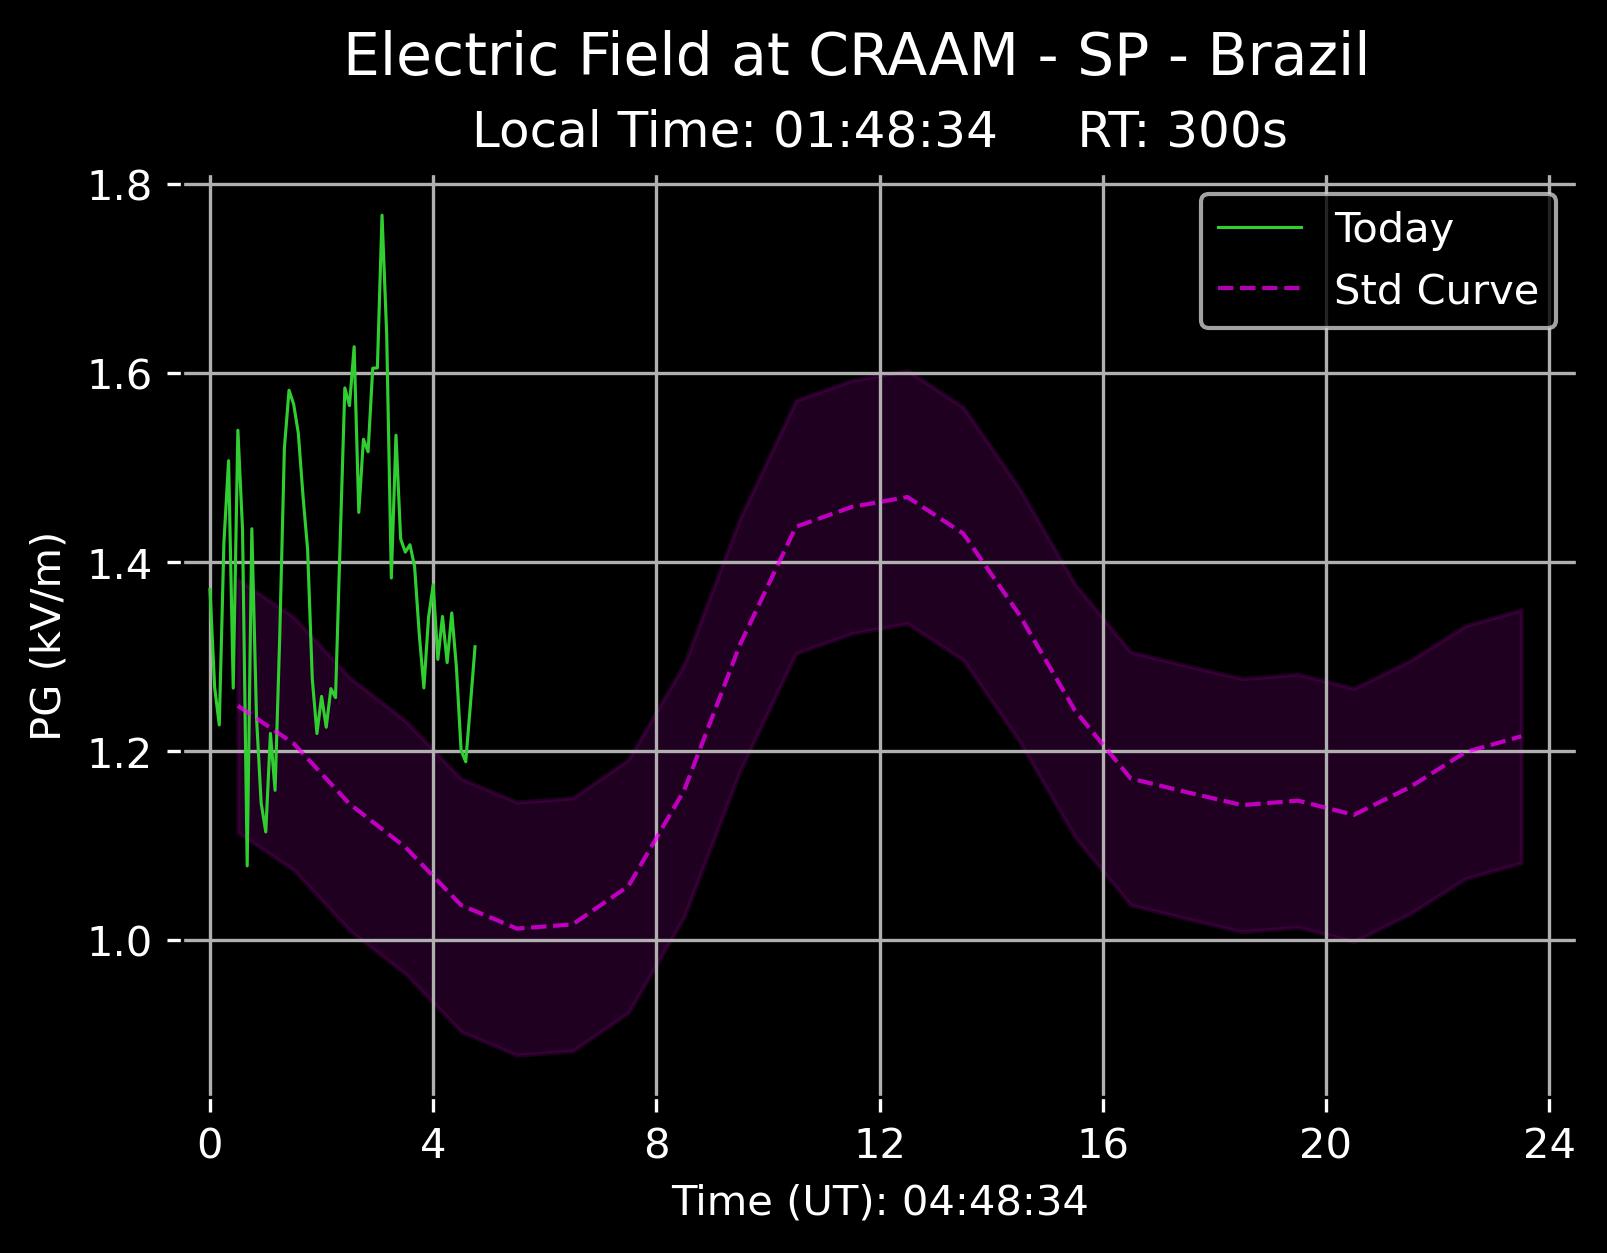 Electric Field at CRAAM - SP - Brazil
Local Time: 01:48:34 RT: 300s
Today
Std Curve
PG (kV/m)
1.8
1.6
1.4
1.2
1.0
0 4 8 12 16 20 24
Time (UT): 04:48:34